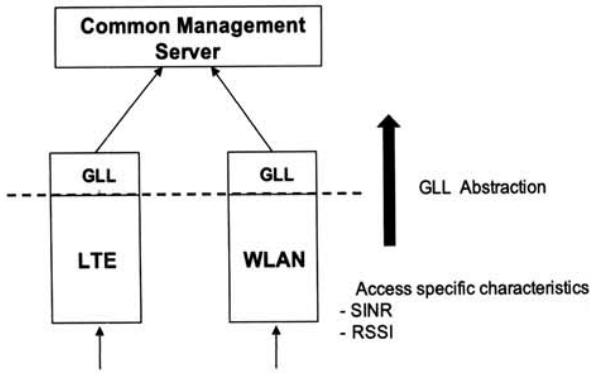 Common Management
Server
GLL
GLL
GLL Abstraction
LTE
WLAN
Access specific characteristics
- SINR
- RSSI